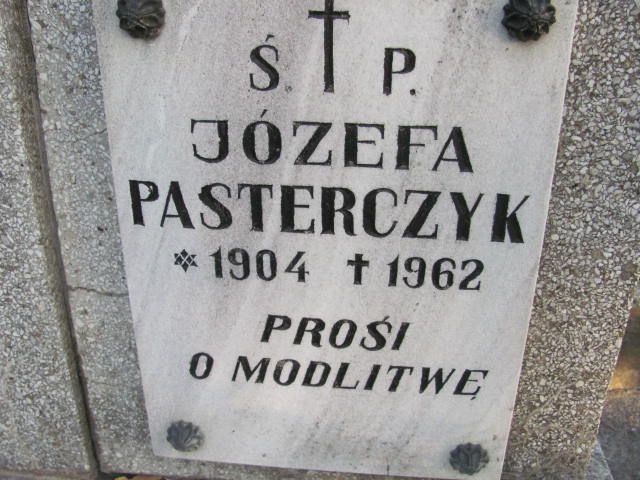 Ś. † P.
JÓZEFA
PASTERCZYK
* 1904 † 1962
PROŚI
O MODLITWĘ